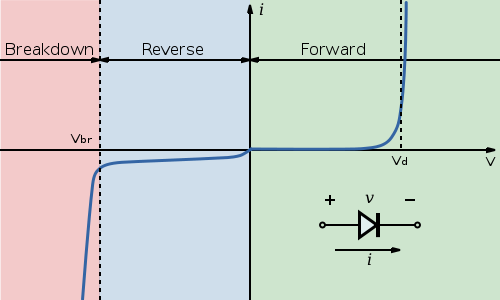 i
Breakdown Reverse Forward
Vbr
Vd
v
+ v −
i